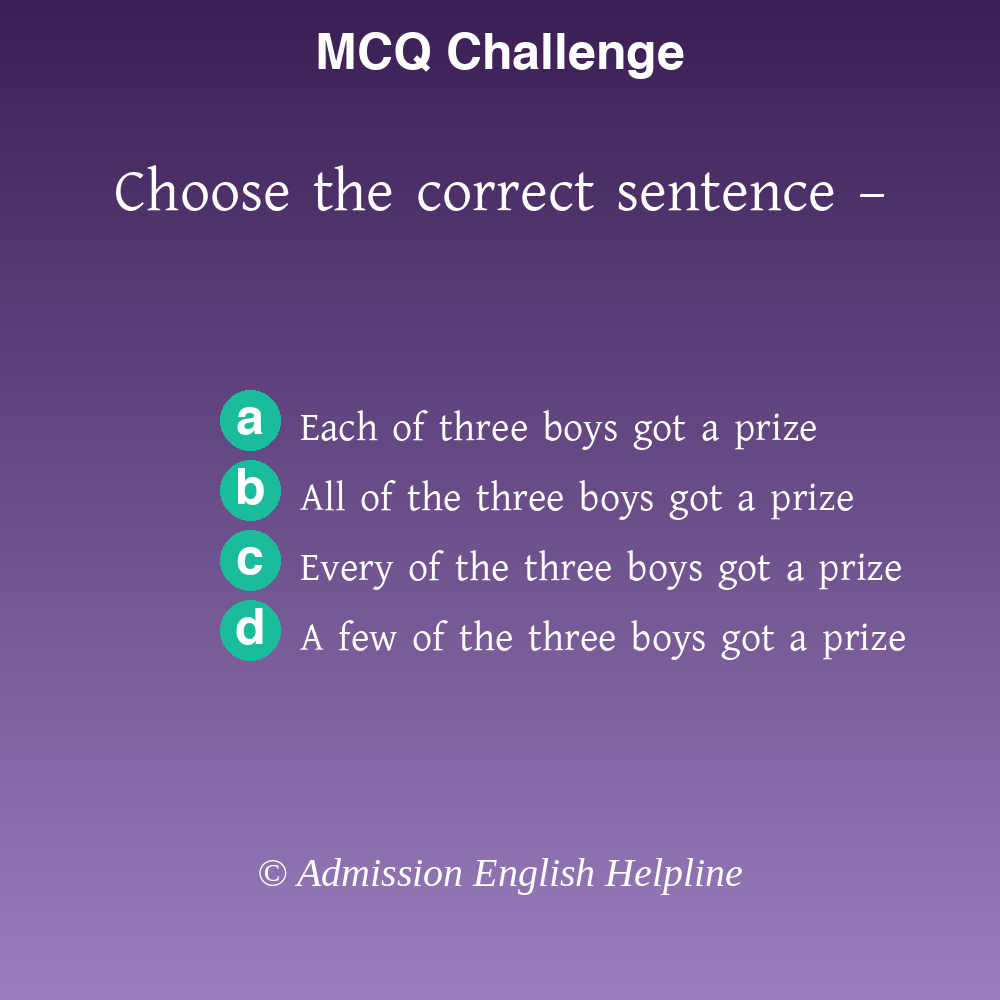 MCQ Challenge
Choose the correct sentence –
a Each of three boys got a prize
b All of the three boys got a prize
c Every of the three boys got a prize
d A few of the three boys got a prize
© Admission English Helpline